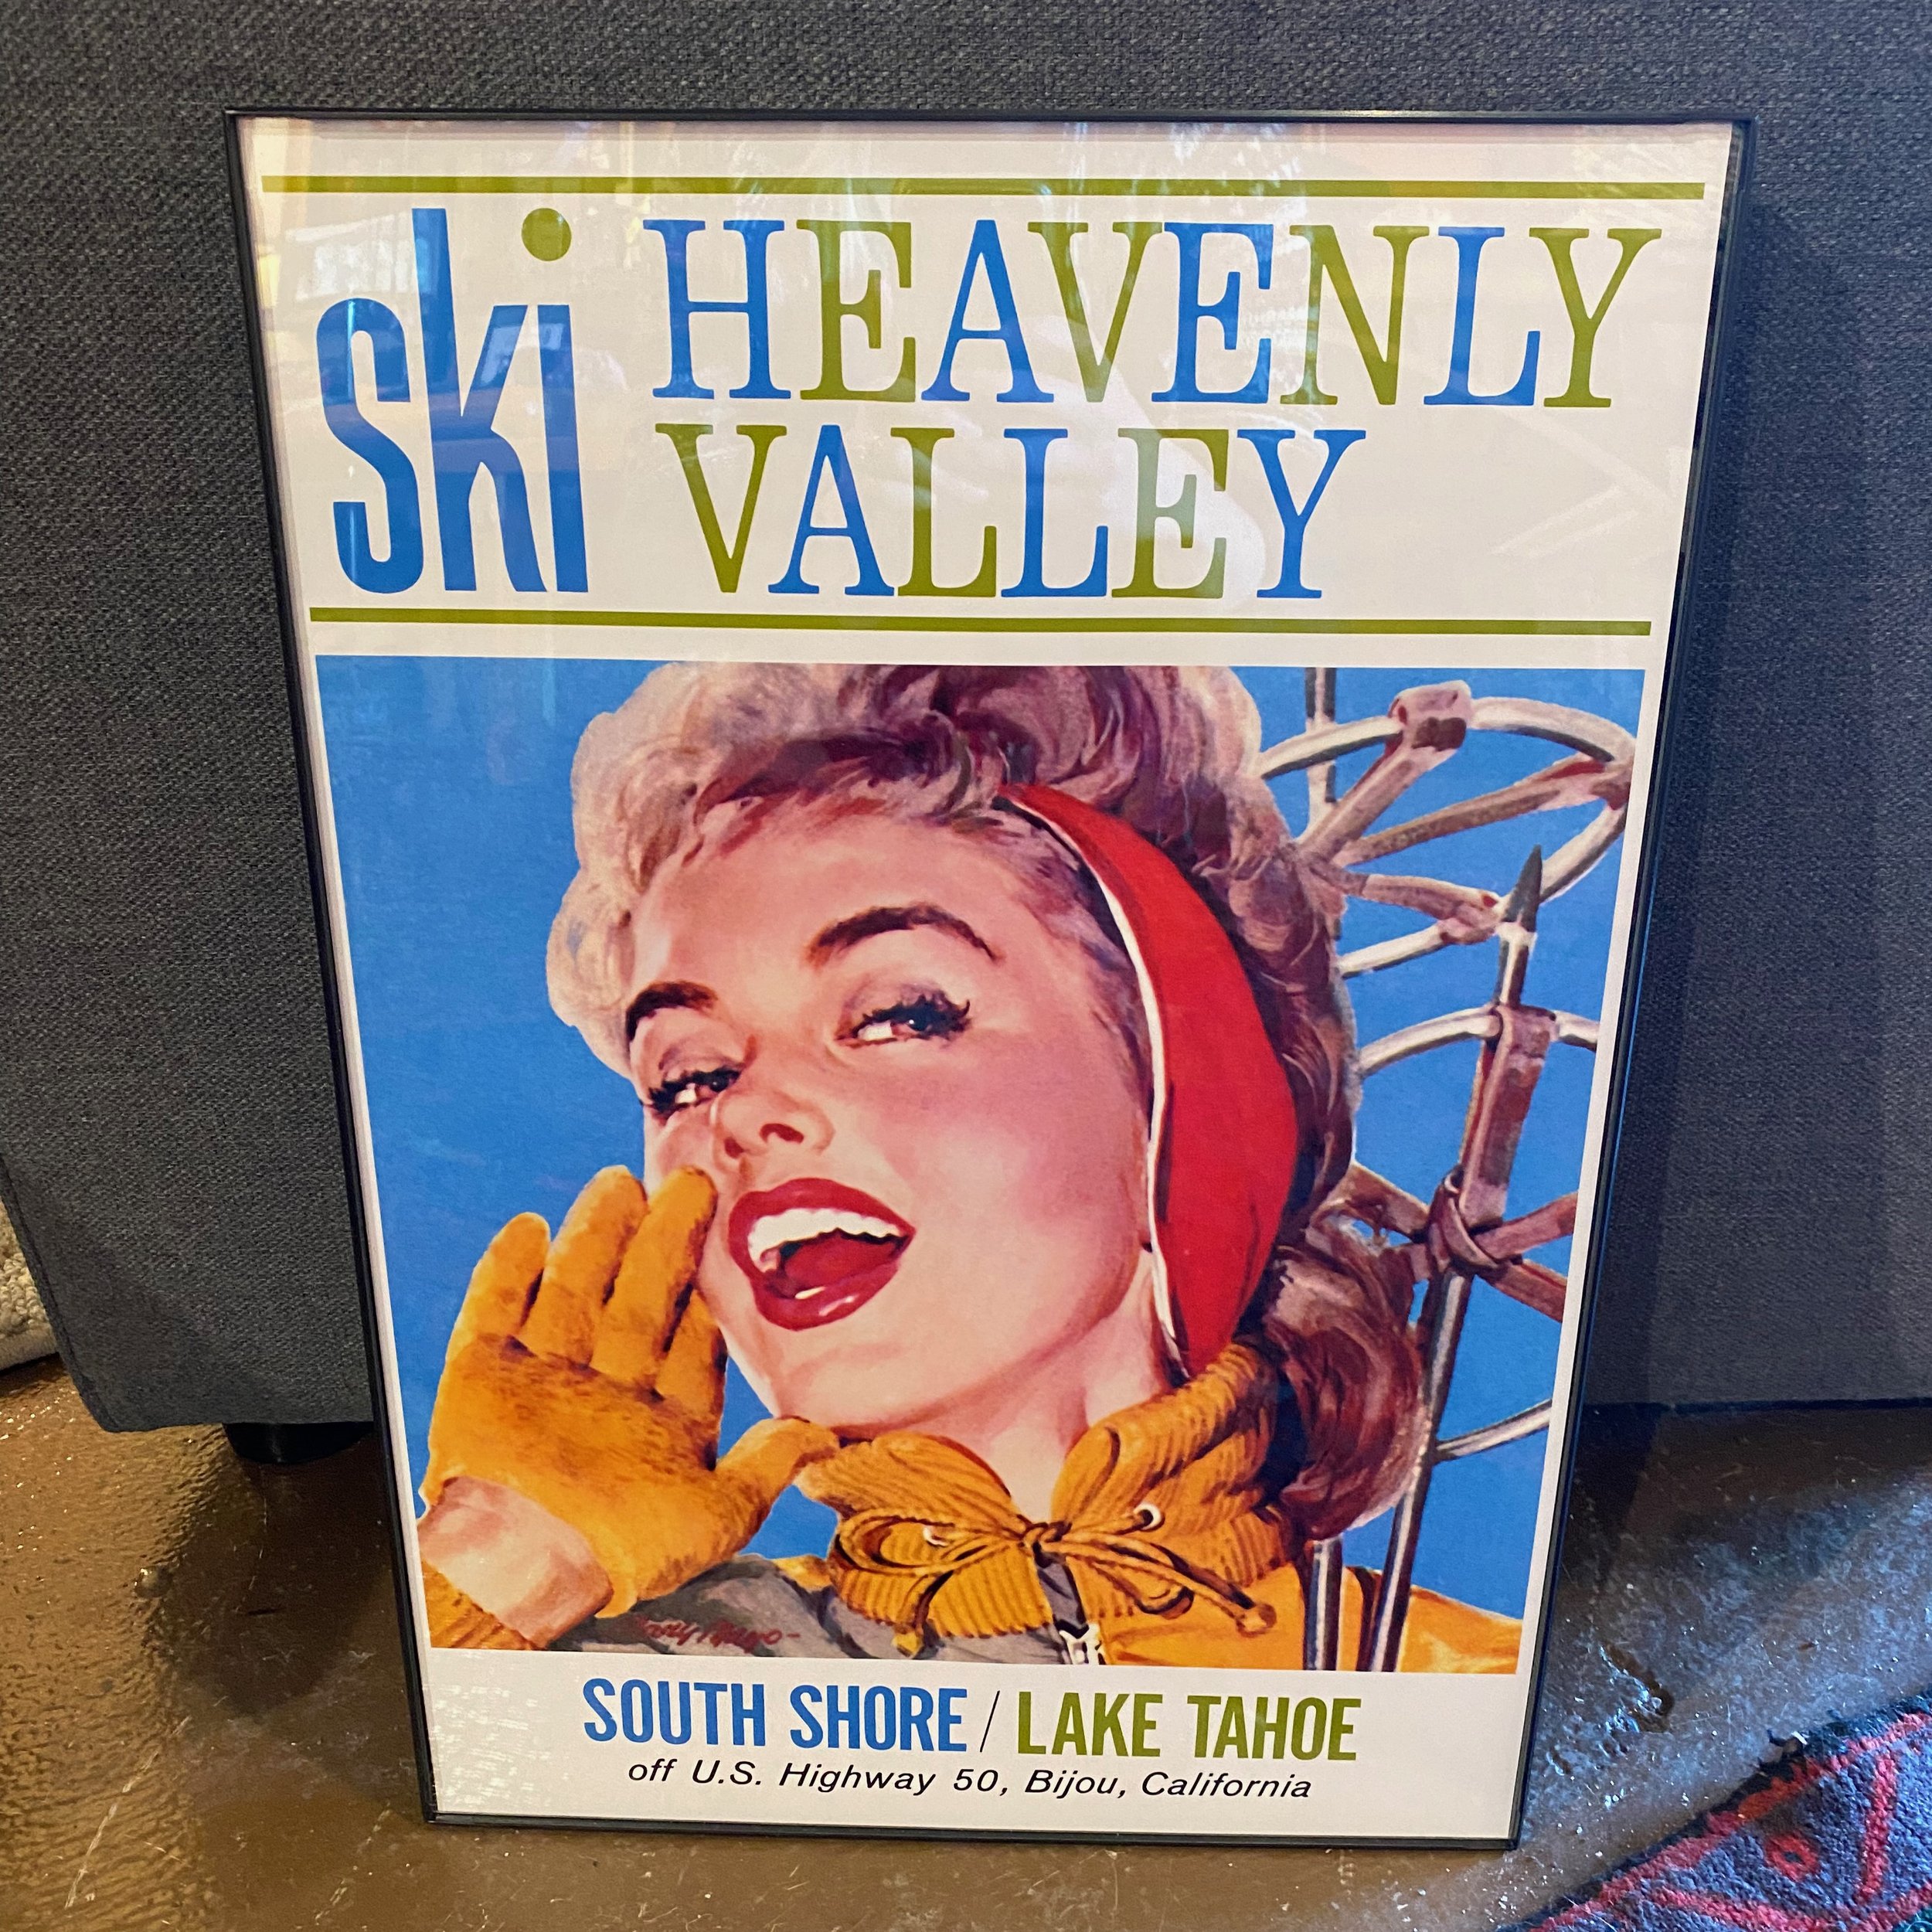 ski HEAVENLY
VALLEY
SOUTH SHORE / LAKE TAHOE
off U.S. Highway 50, Bijou, California